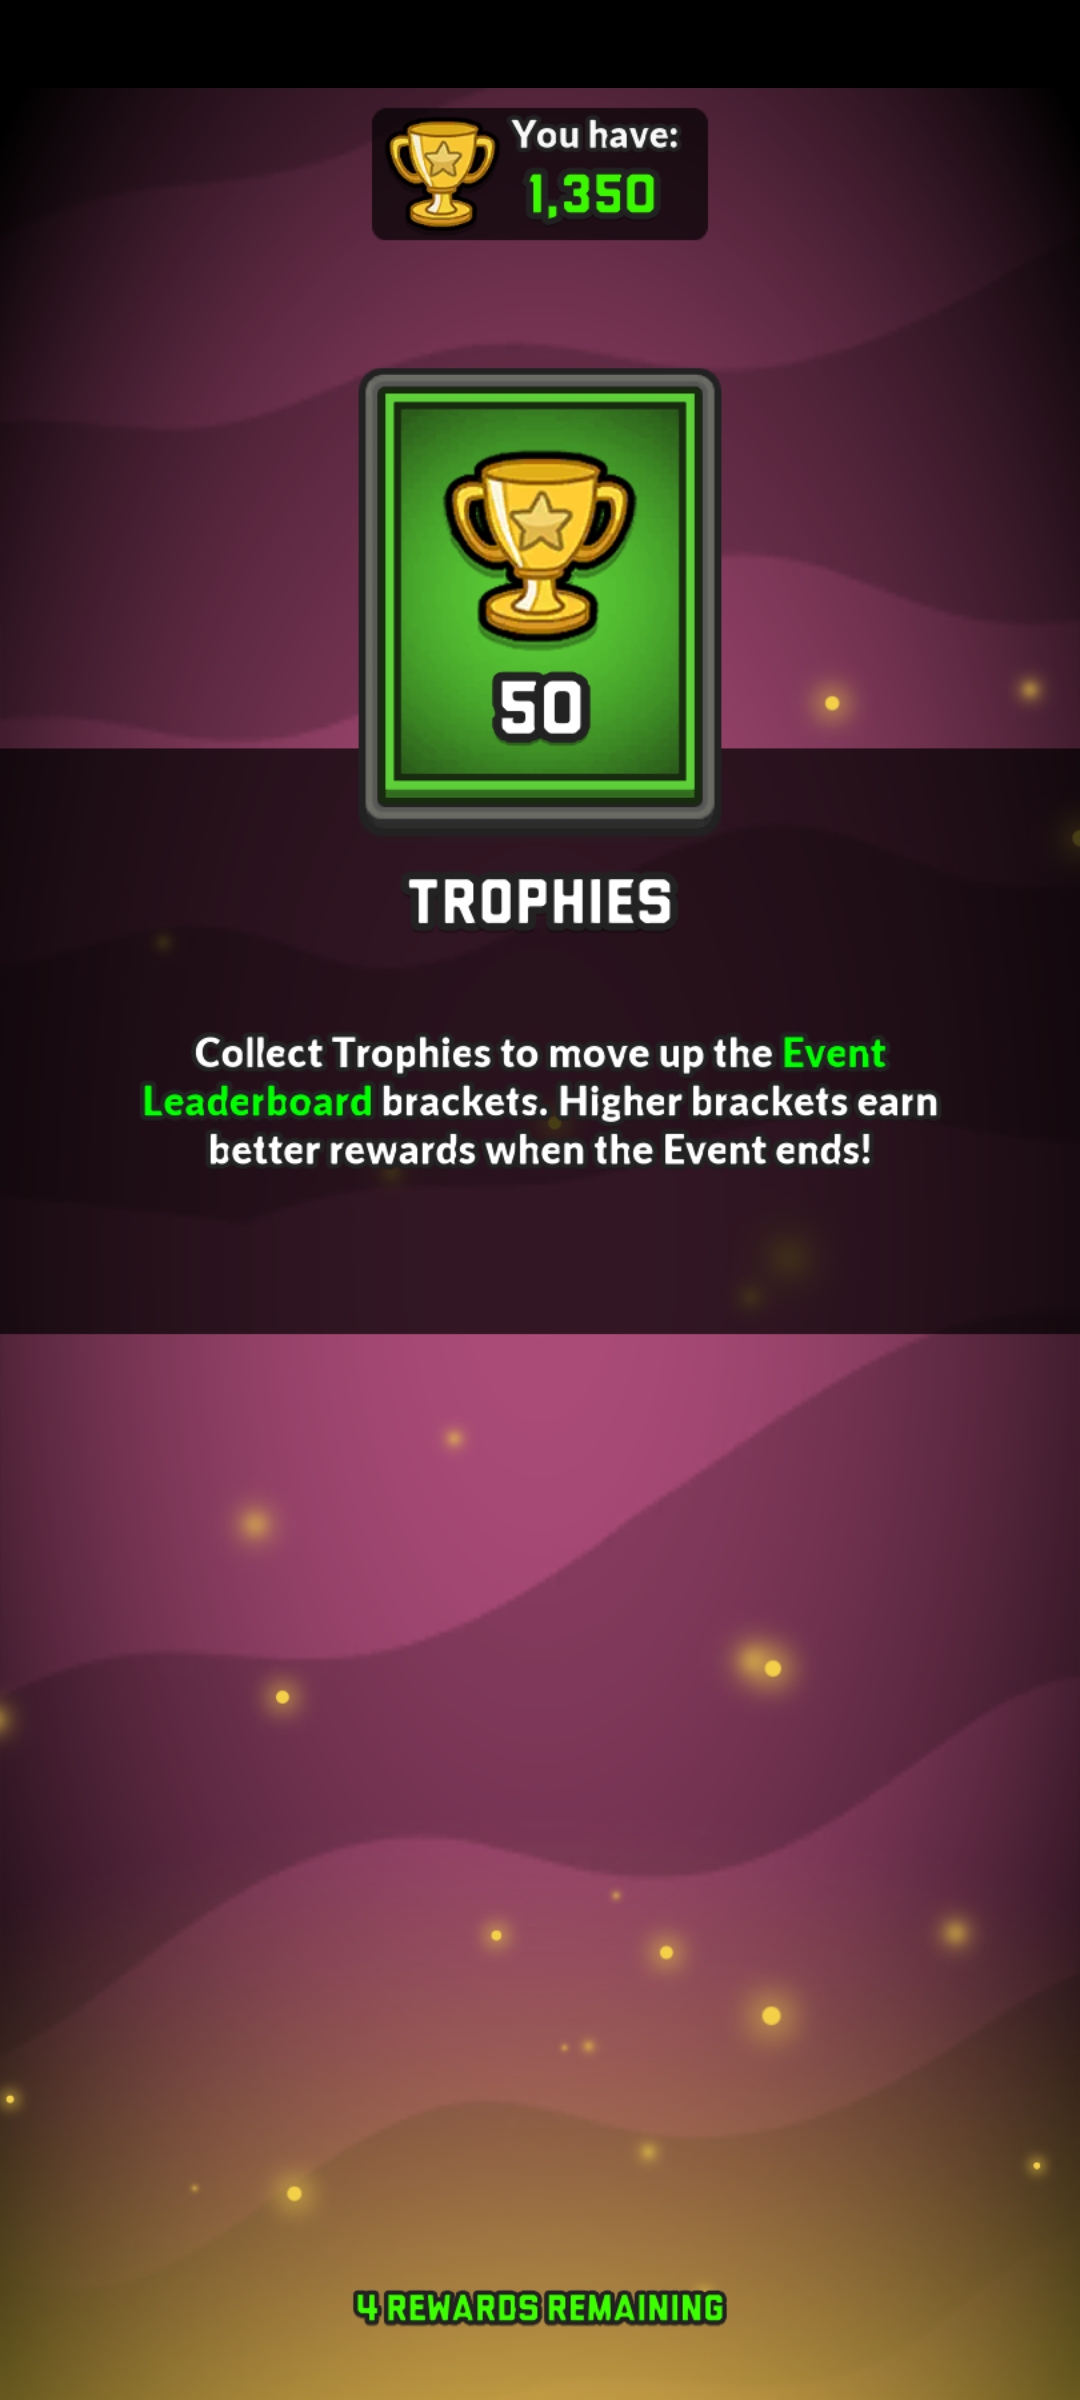 You have:
1,350
50
TROPHIES
Collect Trophies to move up the Event
Leaderboard brackets. Higher brackets earn
better rewards when the Event ends!
4 REWARDS REMAINING